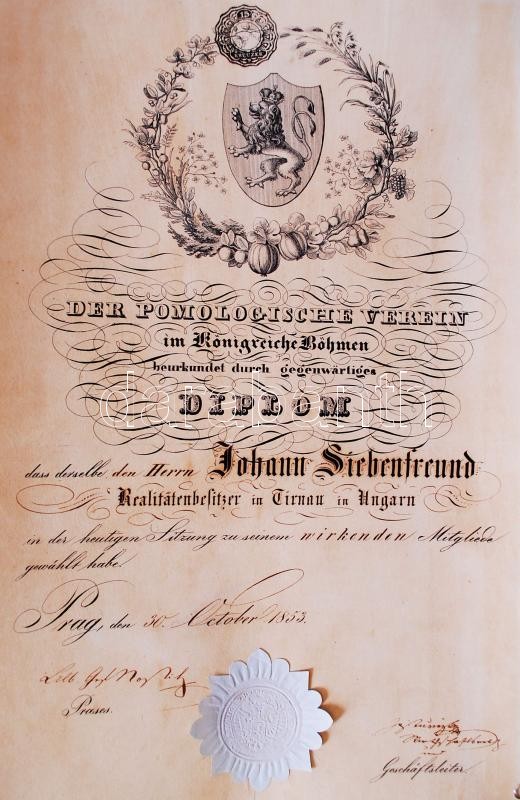 DER POMOLOGISCHE VEREIN
im Königreiche Böhmen
beurkundet durch gegenwärtiges
DIPLOM
dass derselbe den Herrn Johann Siebenfreund
Realitätenbesitzer in Tirnau in Ungarn
in der heutigen Sitzung zu seinem wirkenden Mitgliede
gewählt habe.
Prag, den 30. October 1853.
Præses.
Geschäftsleiter.